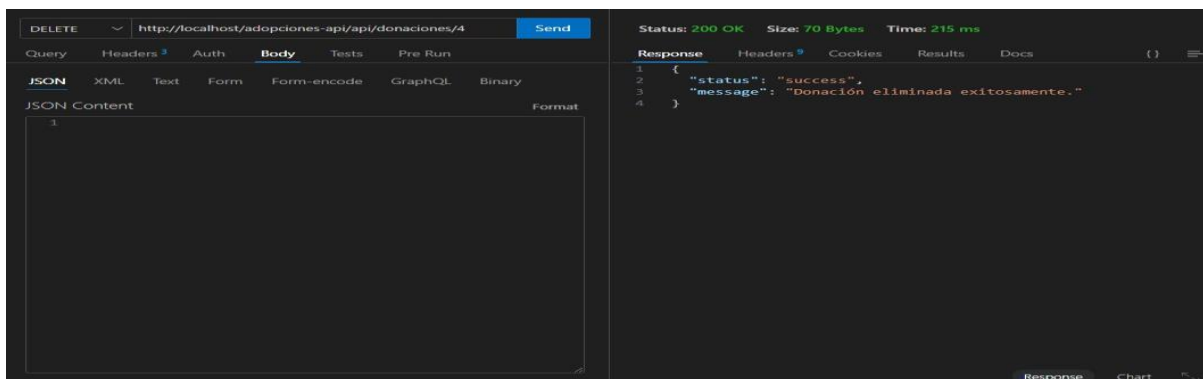 DELETE http://localhost/adopciones-api/api/donaciones/4 Send
Query Headers 3 Auth Body Tests Pre Run
JSON XML Text Form Form-encode GraphQL Binary
JSON Content Format
1
Status: 200 OK Size: 70 Bytes Time: 215 ms
Response Headers 9 Cookies Results Docs { }
1 {
2 "status": "success",
3 "message": "Donación eliminada exitosamente."
4 }
Response Chart